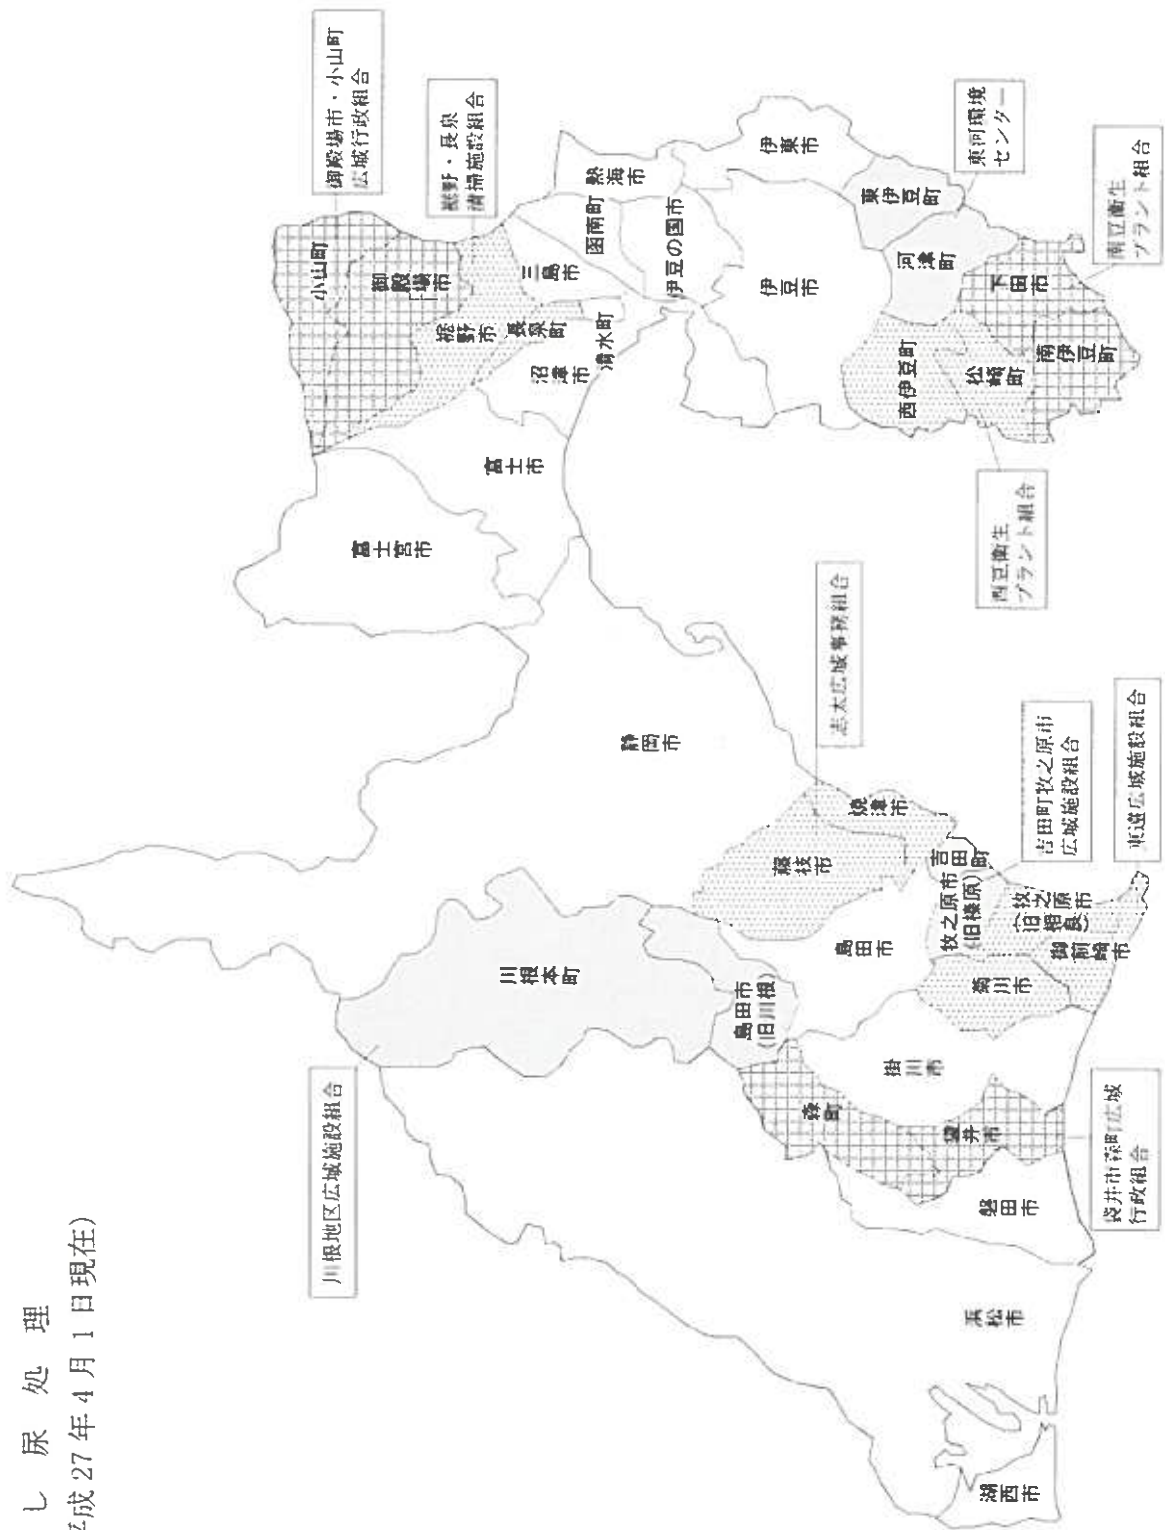 し尿処理
成 27 年 4 月 1 日現在)
御殿場市・小山町
広域行政組合
裾野・長泉
清掃施設組合
東河環境
センター
南豆衛生
プラント組合
西豆衛生
プラント組合
志太広域事務組合
吉田町牧之原市
広域施設組合
東遠広域施設組合
袋井市森町広域
行政組合
川根地区広域施設組合
小山町
御殿
場市
裾野市
長泉町
三島市
函南町
熱海市
伊豆の国市
清水町
沼津市
伊東市
伊豆市
東伊豆町
河津町
下田市
南伊豆町
松崎町
西伊豆町
富士市
富士宮市
静岡市
焼津市
藤枝市
吉田町
牧之原市
(旧榛原)
牧之原市
(旧相良)
御前崎市
菊川市
島田市
川根本町
島田市
(旧川根)
掛川市
森町
袋井市
磐田市
浜松市
湖西市